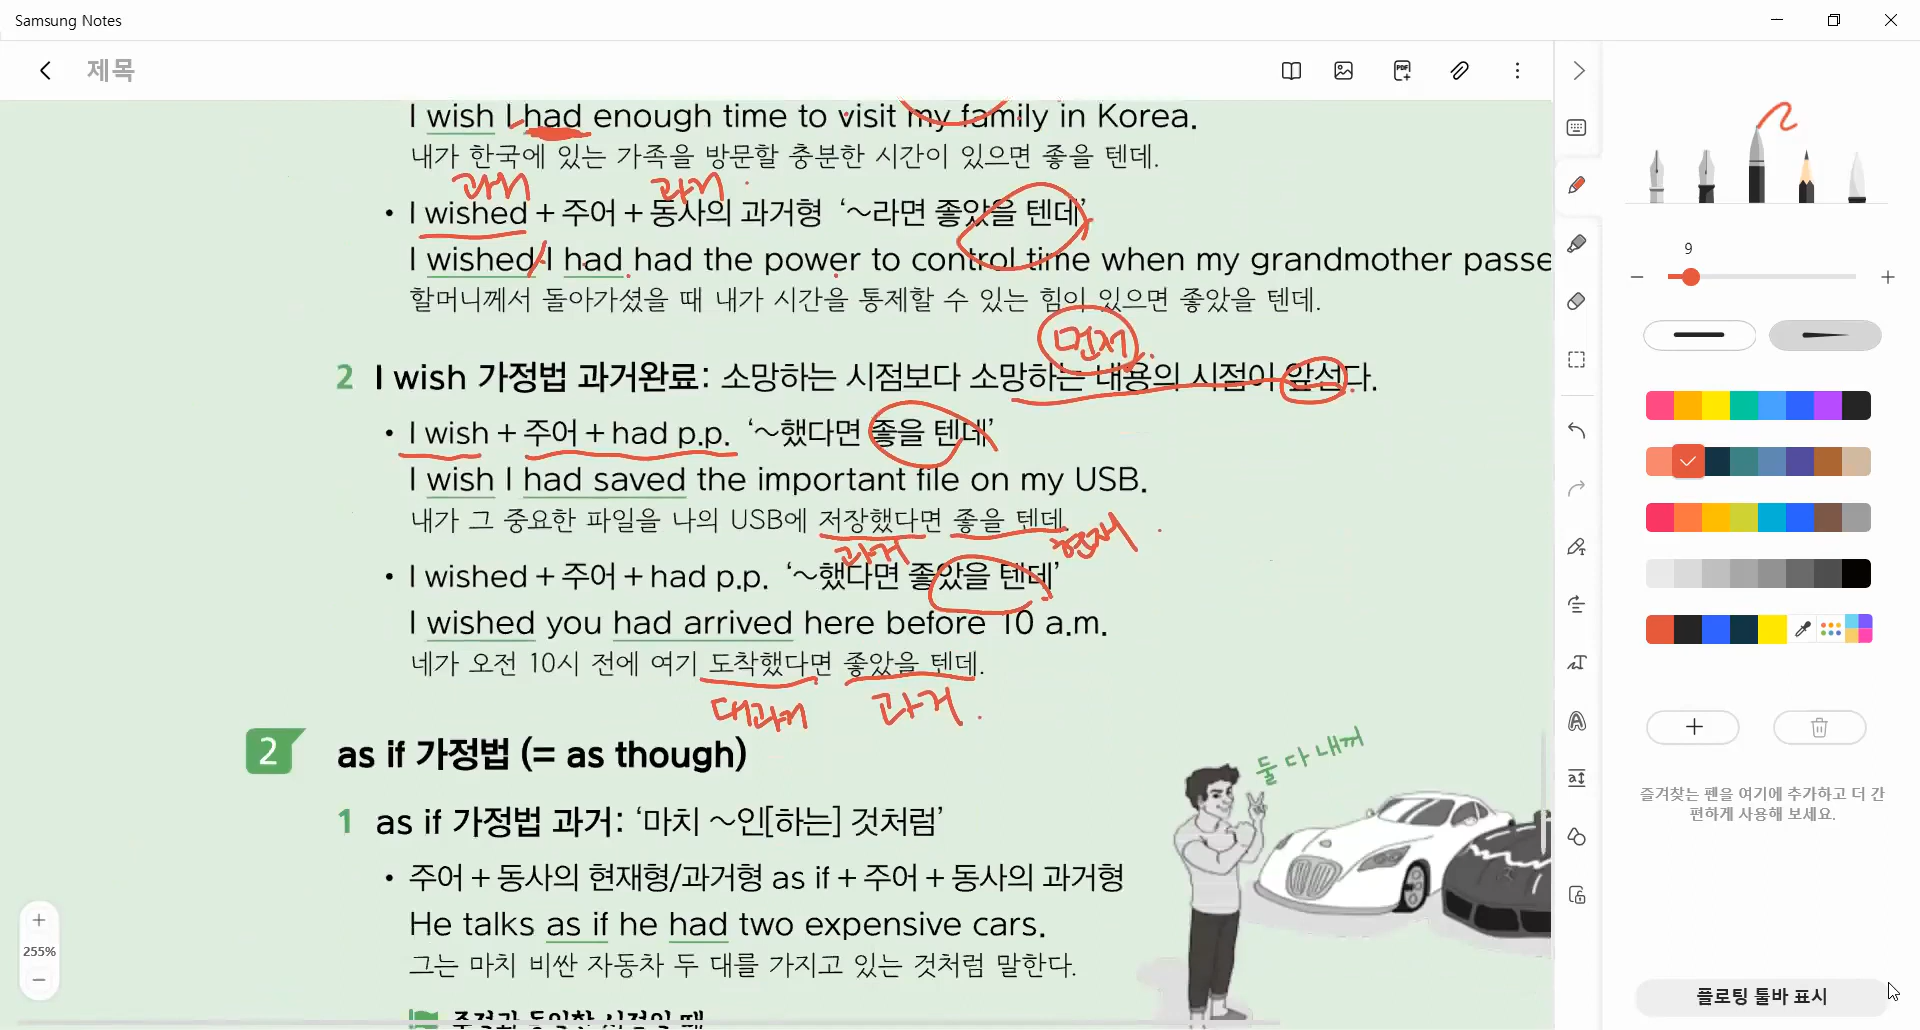 Samsung Notes
제목
I wish I had enough time to visit my family in Korea.
내가 한국에 있는 가족을 방문할 충분한 시간이 있으면 좋을 텐데.
과거 과거
• I wished + 주어 + 동사의 과거형 ‘~라면 좋았을 텐데’
I wished I had had the power to control time when my grandmother passe
할머니께서 돌아가셨을 때 내가 시간을 통제할 수 있는 힘이 있으면 좋았을 텐데.
먼저
2 I wish 가정법 과거완료: 소망하는 시점보다 소망하는 내용의 시점이 앞선다.
• I wish + 주어 + had p.p. ‘~했다면 좋을 텐데’
I wish I had saved the important file on my USB.
내가 그 중요한 파일을 나의 USB에 저장했다면 좋을 텐데.
과거 현재
• I wished + 주어 + had p.p. ‘~했다면 좋았을 텐데’
I wished you had arrived here before 10 a.m.
네가 오전 10시 전에 여기 도착했다면 좋았을 텐데.
대과거 과거
2 as if 가정법 (= as though)
둘 다 내꺼
1 as if 가정법 과거: ‘마치 ~인[하는] 것처럼’
• 주어 + 동사의 현재형/과거형 as if + 주어 + 동사의 과거형
He talks as if he had two expensive cars.
그는 마치 비싼 자동차 두 대를 가지고 있는 것처럼 말한다.
255%
PDF
9
즐겨찾는 펜을 여기에 추가하고 더 간
편하게 사용해 보세요.
플로팅 툴바 표시